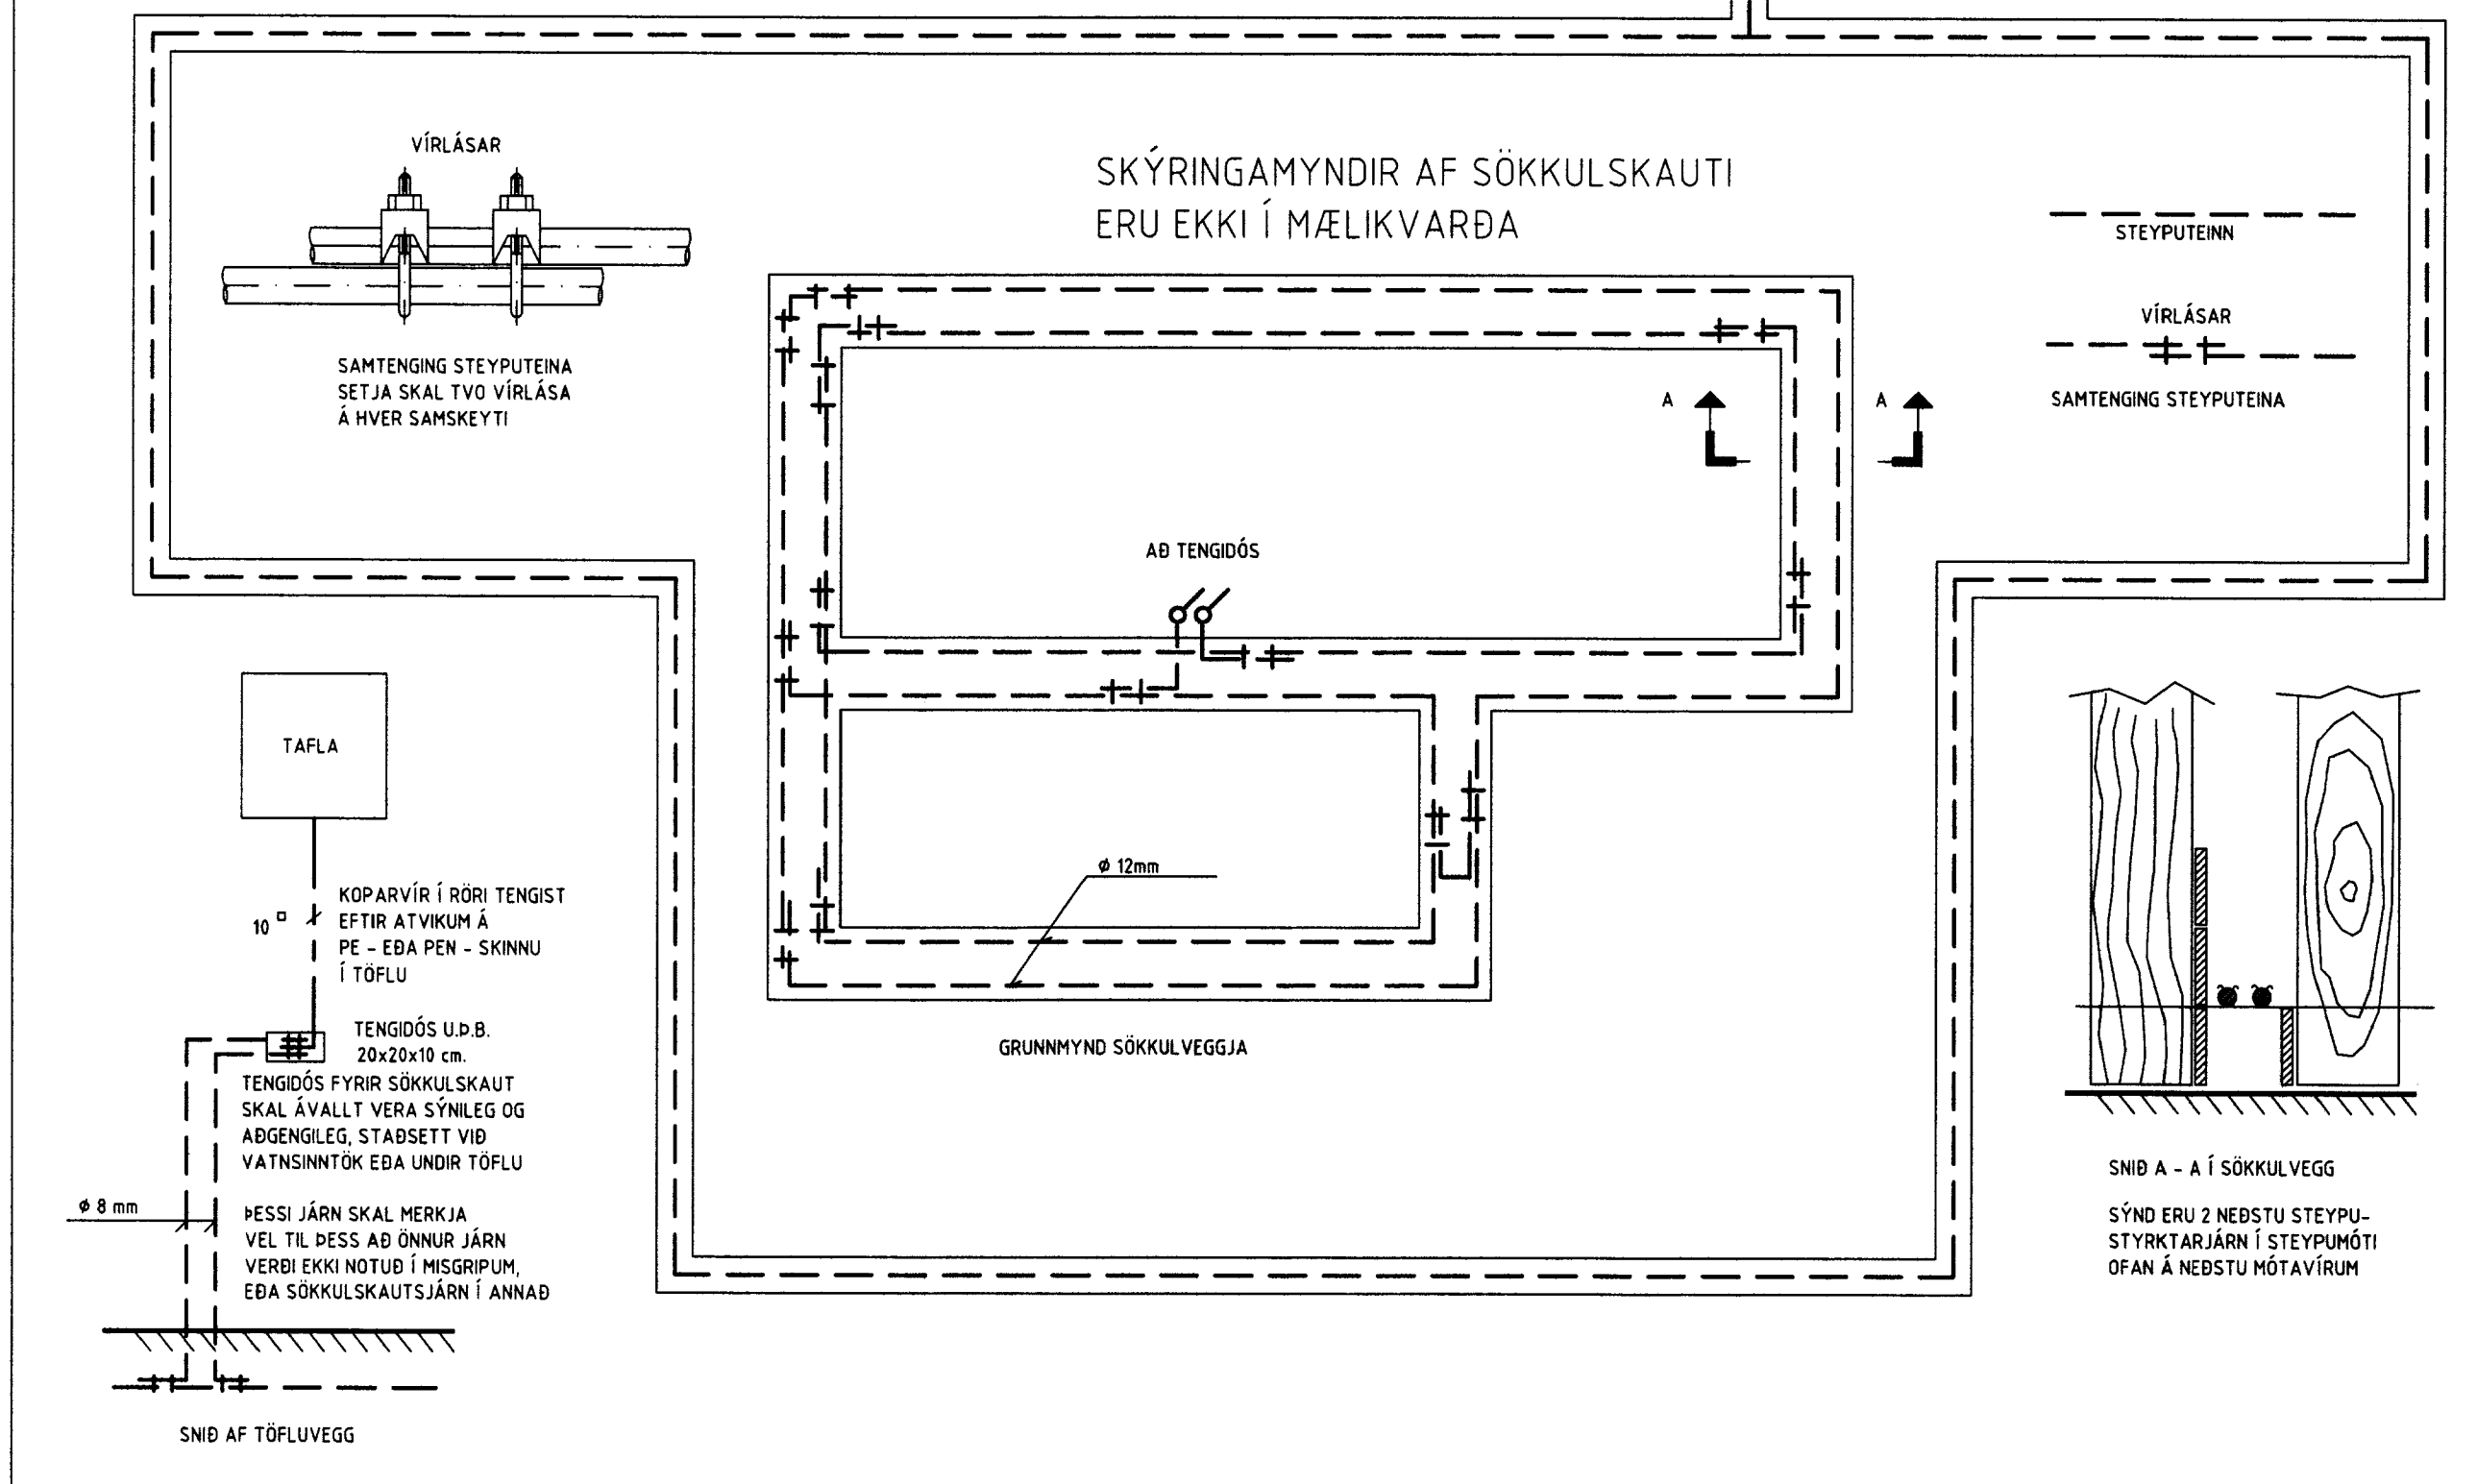 VÍRLÁSAR
SAMTENGING STEYPUTEINA
SETJA SKAL TVO VÍRLÁSA
Á HVER SAMSKEYTI
SKÝRINGAMYNDIR AF SÖKKULSKAUTI
ERU EKKI Í MÆLIKVARÐA
STEYPUTEINN
VÍRLÁSAR
SAMTENGING STEYPUTEINA
A
A
AÐ TENGIDÓS
ϕ 12mm
GRUNNMYND SÖKKULVEGGJA
TAFLA
10 □
KOPARVÍR Í RÖRI TENGIST
EFTIR ATVIKUM Á
PE - EÐA PEN - SKINNU
Í TÖFLU
TENGIDÓS U.Þ.B.
20x20x10 cm.
TENGIDÓS FYRIR SÖKKULSKAUT
SKAL ÁVALLT VERA SÝNILEG OG
AÐGENGILEG, STAÐSETT VIÐ
VATNSINNTÖK EÐA UNDIR TÖFLU
ϕ 8 mm
ÞESSI JÁRN SKAL MERKJA
VEL TIL ÞESS AÐ ÖNNUR JÁRN
VERÐI EKKI NOTUÐ Í MISGRIPUM,
EÐA SÖKKULSKAUTSJÁRN Í ANNAÐ
SNIÐ AF TÖFLUVEGG
SNIÐ A - A Í SÖKKULVEGG
SÝND ERU 2 NEÐSTU STEYPU-
STYRKTARJÁRN Í STEYPUMÓTI
OFAN Á NEÐSTU MÓTAVÍRUM